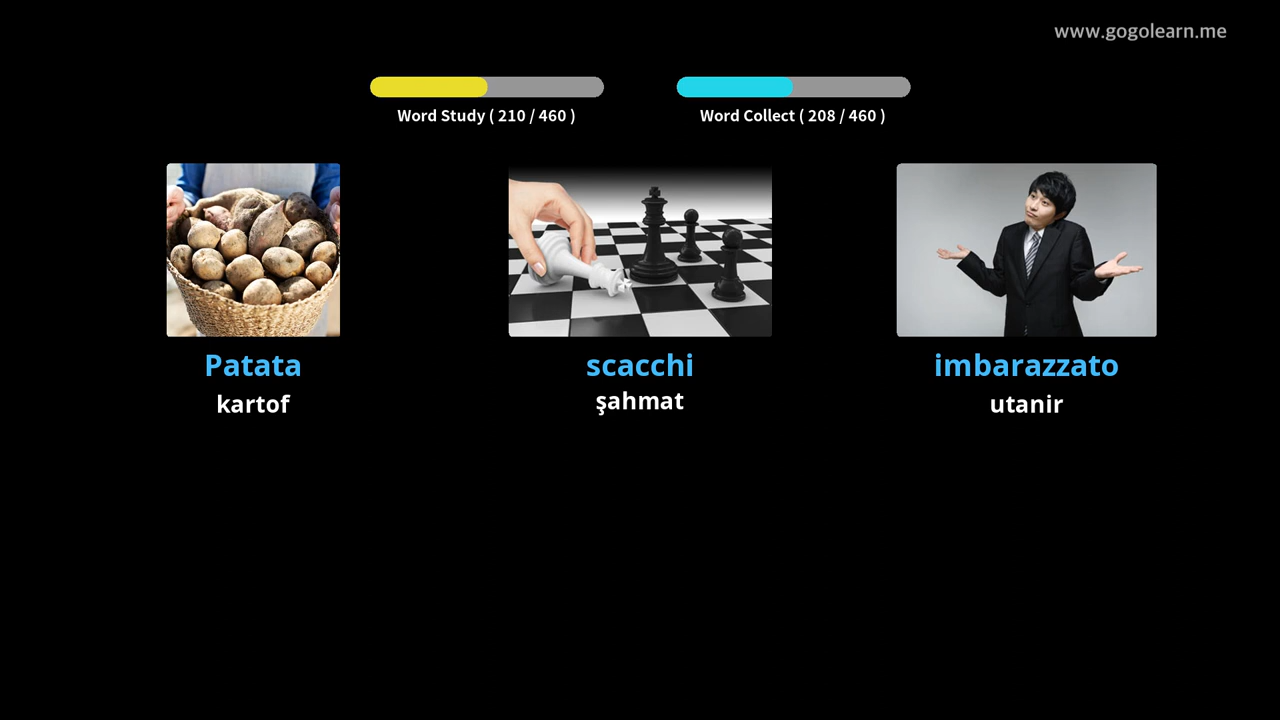 www.gogolearn.me
Word Study ( 210 / 460 )
Word Collect ( 208 / 460 )
Patata
scacchi
imbarazzato
kartof
şahmat
utanir